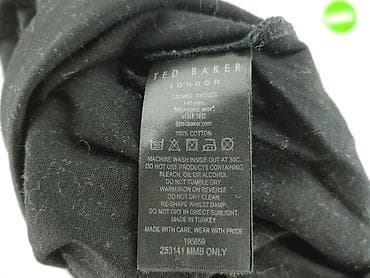 TED BAKER
LONDON
100% COTTON
MACHINE WASH INSIDE OUT AT 30C.
DO NOT USE PRODUCTS CONTAINING
BLEACH, OIL OR ALCOHOL
DO NOT TUMBLE DRY.
WARM IRON ON REVERSE.
DO NOT DRY CLEAN.
RE-SHAPE WHILST DAMP
DO NOT DRY IN DIRECT SUNLIGHT.
MADE IN TURKEY
MADE WITH CARE, WEAR WITH PRIDE
195659
253141 MMB ONLY